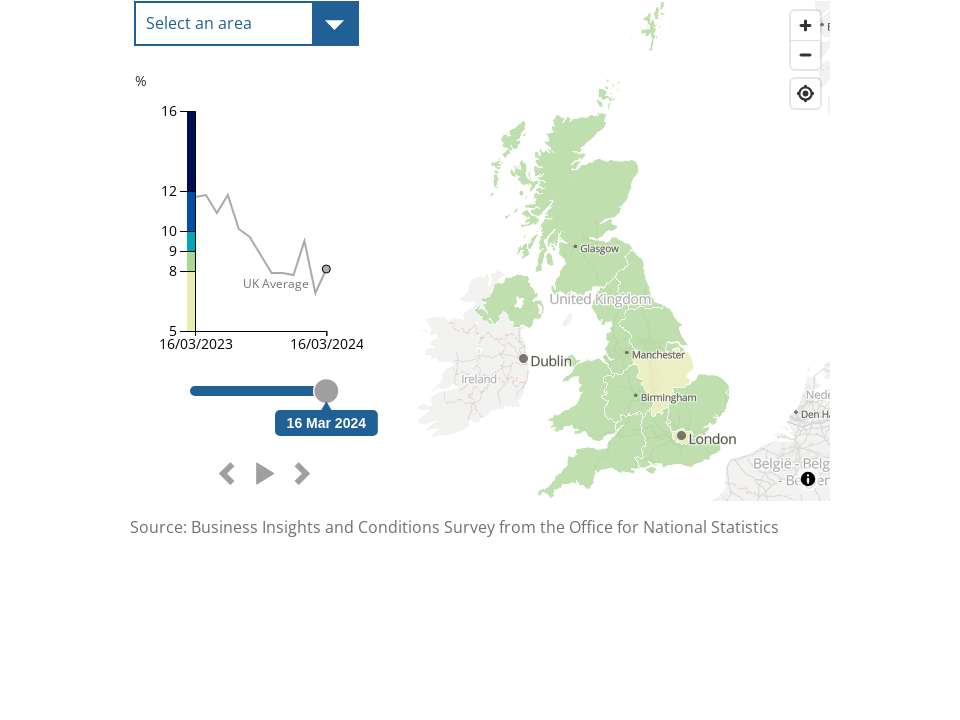 Select an area
%
16
12
10
9
8
5
UK Average
16/03/2023
16/03/2024
16 Mar 2024
Glasgow
United Kingdom
Manchester
Dublin
Ireland
Birmingham
London
Nede
Den H
België - Belg
Source: Business Insights and Conditions Survey from the Office for National Statistics